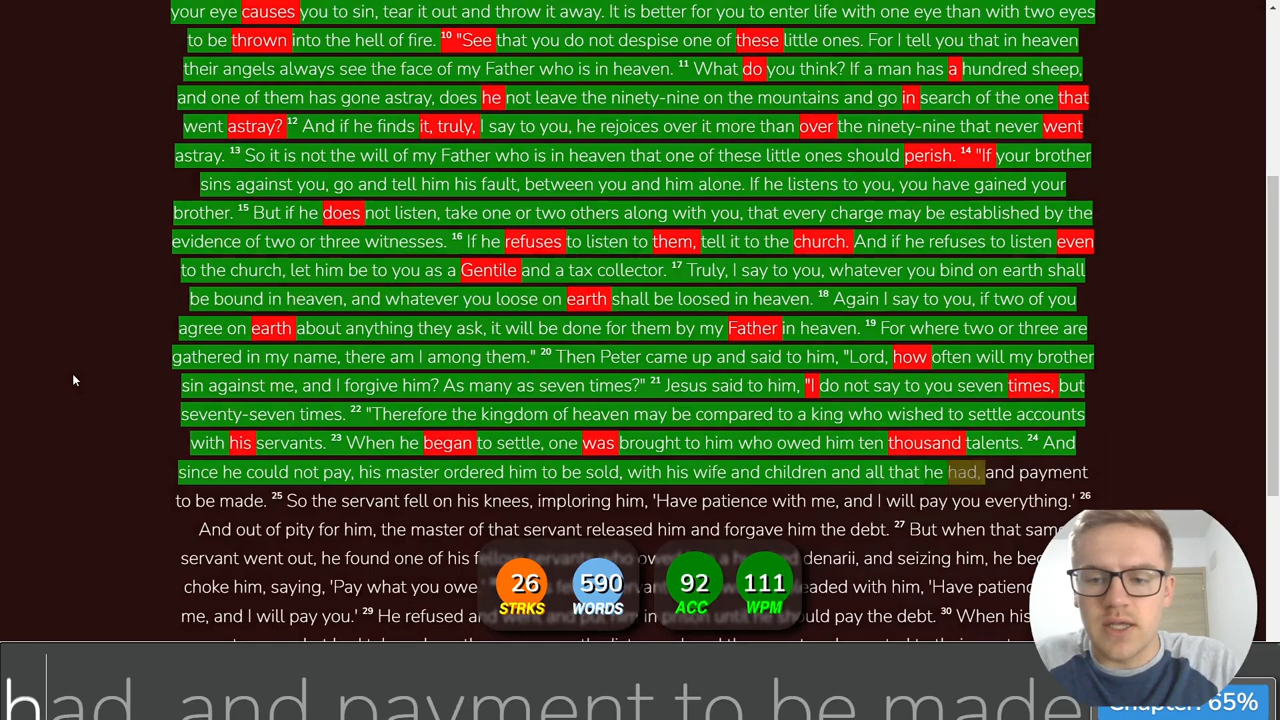 your eye causes you to sin, tear it out and throw it away. It is better for you to enter life with one eye than with two eyes
to be thrown into the hell of fire. 10 "See that you do not despise one of these little ones. For I tell you that in heaven
their angels always see the face of my Father who is in heaven. 11 What do you think? If a man has a hundred sheep,
and one of them has gone astray, does he not leave the ninety-nine on the mountains and go in search of the one that
went astray? 12 And if he finds it, truly, I say to you, he rejoices over it more than over the ninety-nine that never went
astray. 13 So it is not the will of my Father who is in heaven that one of these little ones should perish. 14 "If your brother
sins against you, go and tell him his fault, between you and him alone. If he listens to you, you have gained your
brother. 15 But if he does not listen, take one or two others along with you, that every charge may be established by the
evidence of two or three witnesses. 16 If he refuses to listen to them, tell it to the church. And if he refuses to listen even
to the church, let him be to you as a Gentile and a tax collector. 17 Truly, I say to you, whatever you bind on earth shall
be bound in heaven, and whatever you loose on earth shall be loosed in heaven. 18 Again I say to you, if two of you
agree on earth about anything they ask, it will be done for them by my Father in heaven. 19 For where two or three are
gathered in my name, there am I among them." 20 Then Peter came up and said to him, "Lord, how often will my brother
sin against me, and I forgive him? As many as seven times?" 21 Jesus said to him, "I do not say to you seven times, but
seventy-seven times. 22 "Therefore the kingdom of heaven may be compared to a king who wished to settle accounts
with his servants. 23 When he began to settle, one was brought to him who owed him ten thousand talents. 24 And
since he could not pay, his master ordered him to be sold, with his wife and children and all that he had, and payment
to be made. 25 So the servant fell on his knees, imploring him, 'Have patience with me, and I will pay you everything.' 26
And out of pity for him, the master of that servant released him and forgave him the debt. 27 But when that same
servant went out, he found one of his denarii, and seizing him, he
choke him, saying, 'Pay what you pleaded with him, 'Have
me, and I will pay you.' 29 He refused in should pay the debt. 30 When his
26 STRKS 590 WORDS 92 ACC 111 WPM
had, and payment to be made
Chapter: 65%